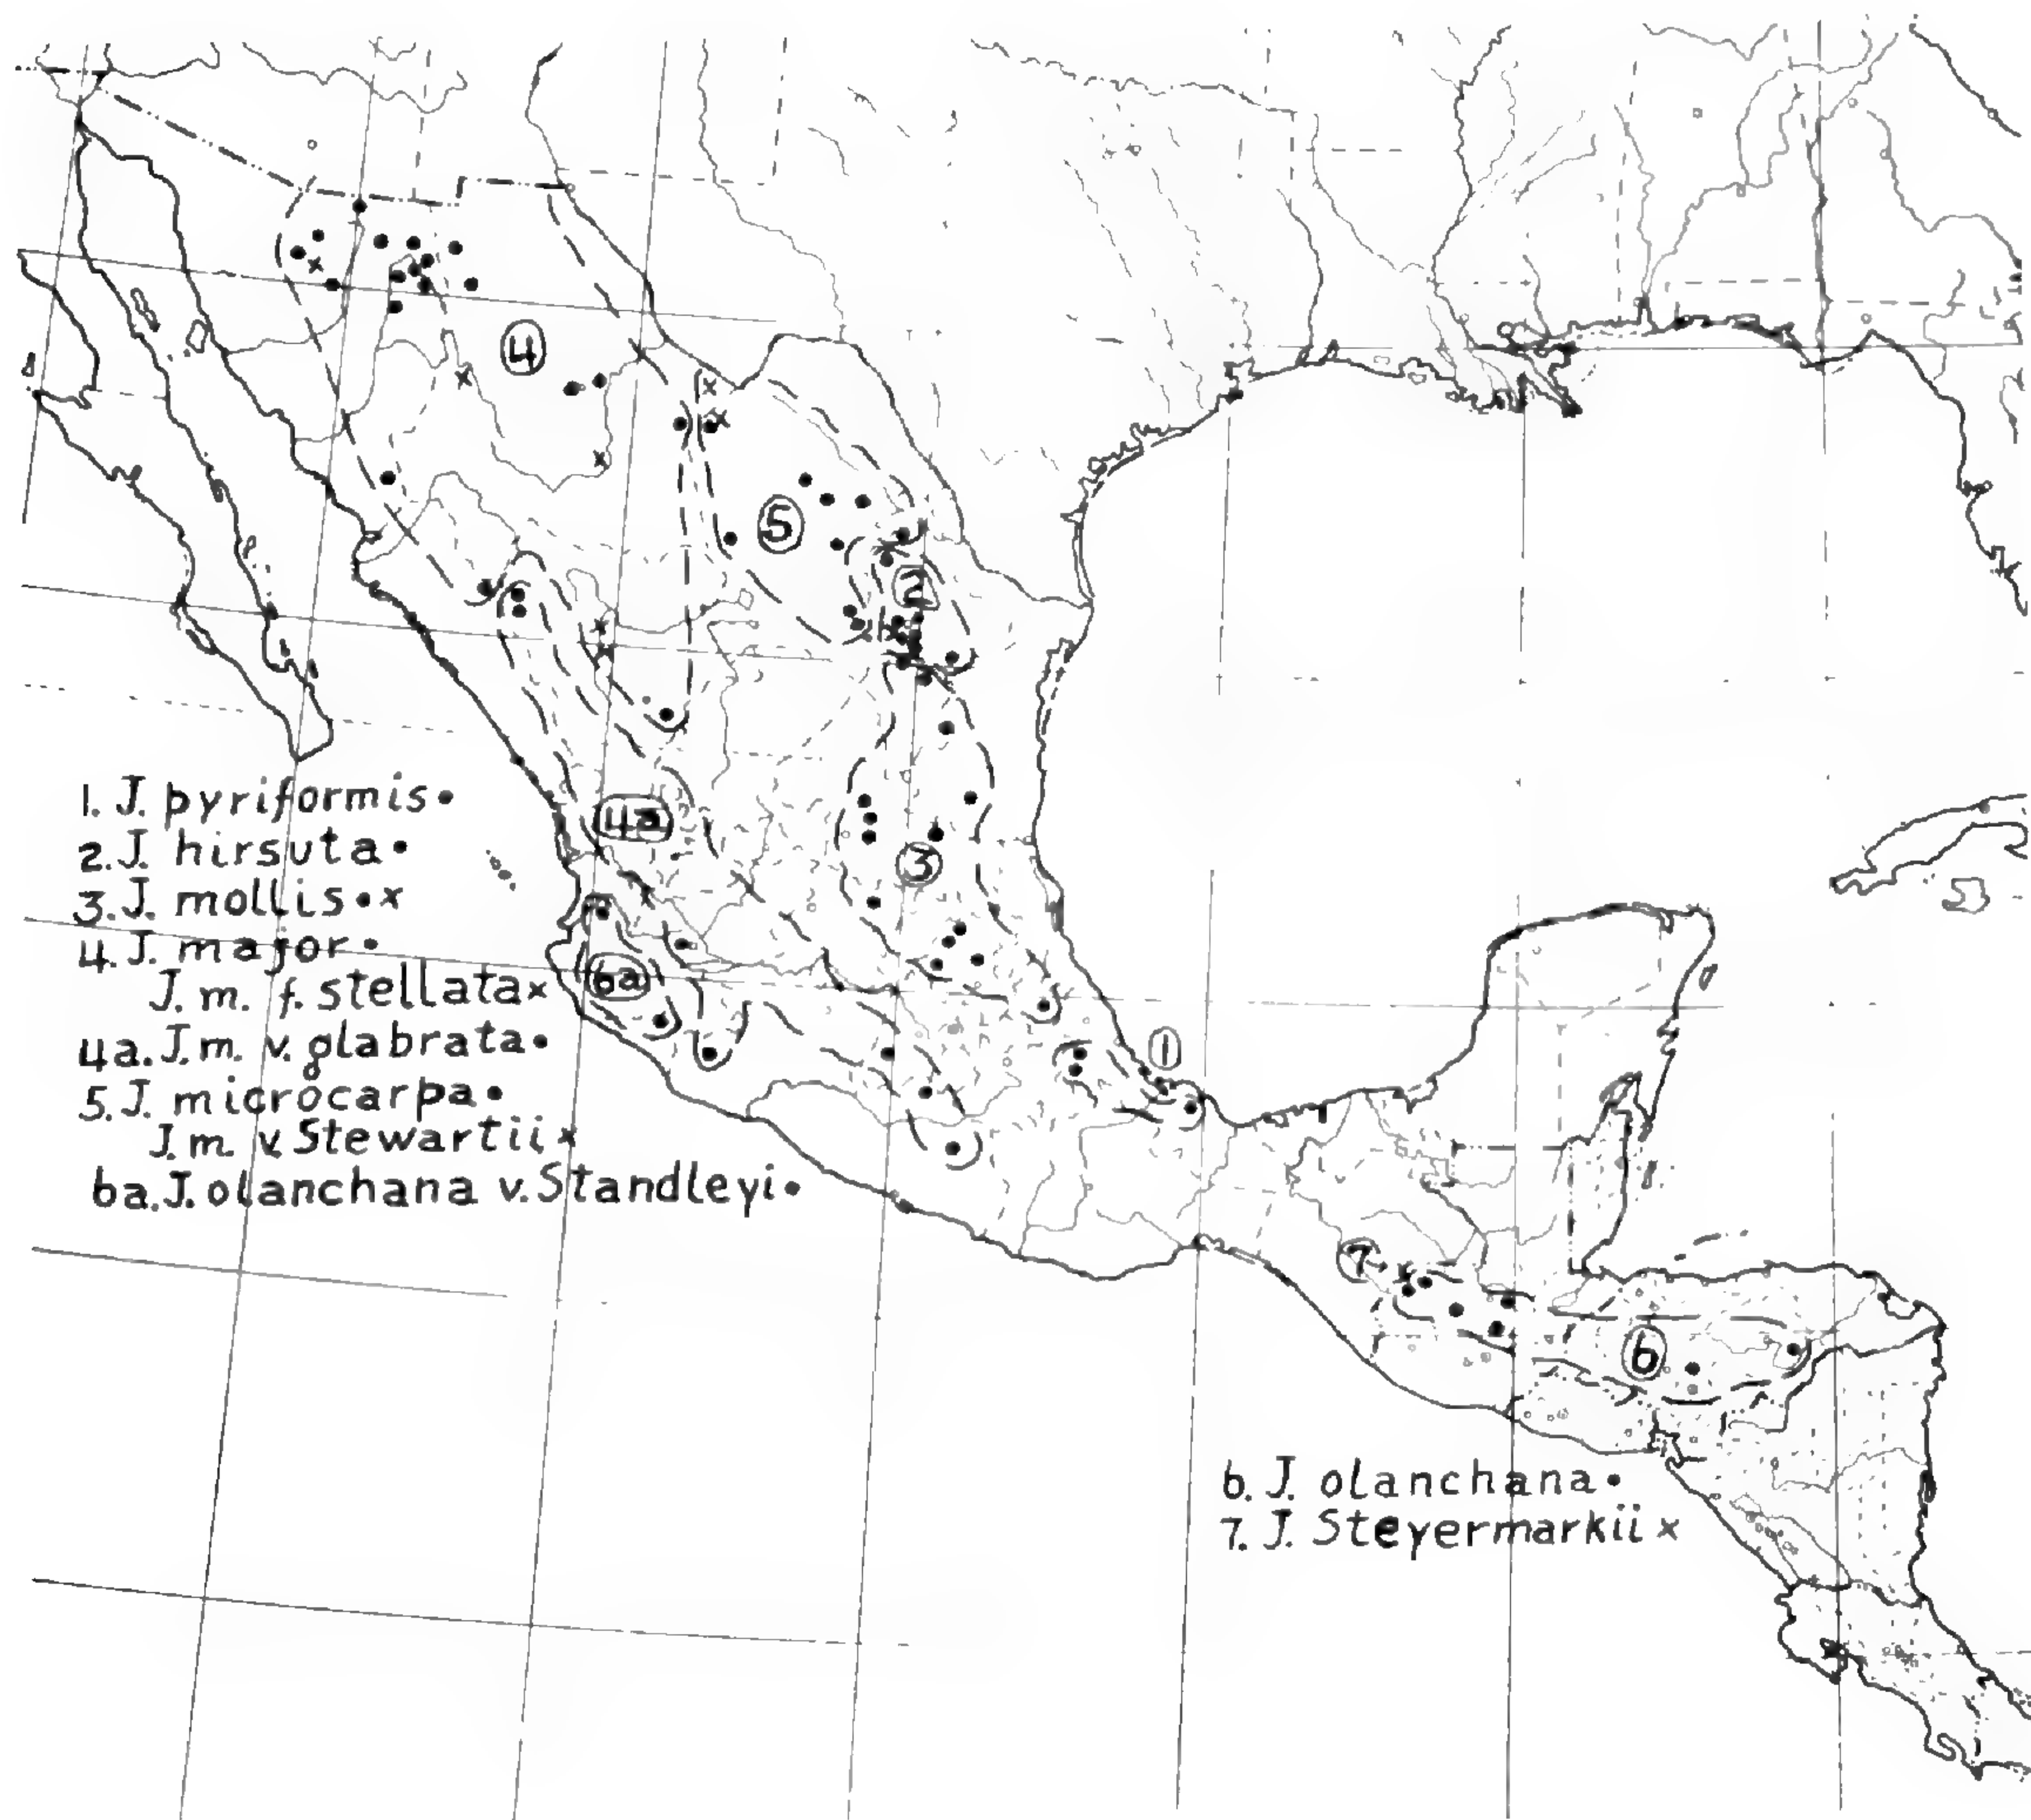 4
5
2
4a
3
6a
1
7
6
1. J. pyriformis •
2. J. hirsuta •
3. J. mollis • x
4. J. major •
J. m. f. stellata x
4a. J. m. v. glabrata •
5. J. microcarpa •
J. m. v. Stewartii x
6a. J. olanchana v. Standleyi •
6. J. olanchana •
7. J. Steyermarkii x